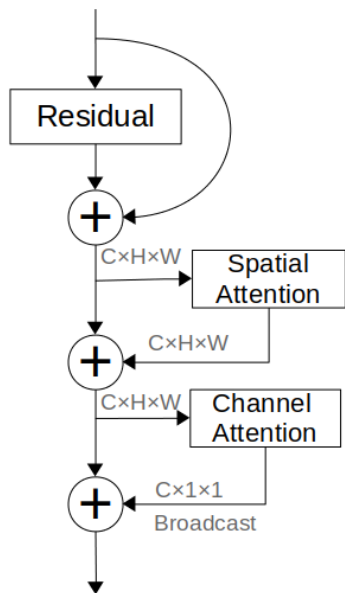 Residual
+
C×H×W
Spatial
Attention
C×H×W
+
C×H×W
Channel
Attention
C×1×1
+
Broadcast